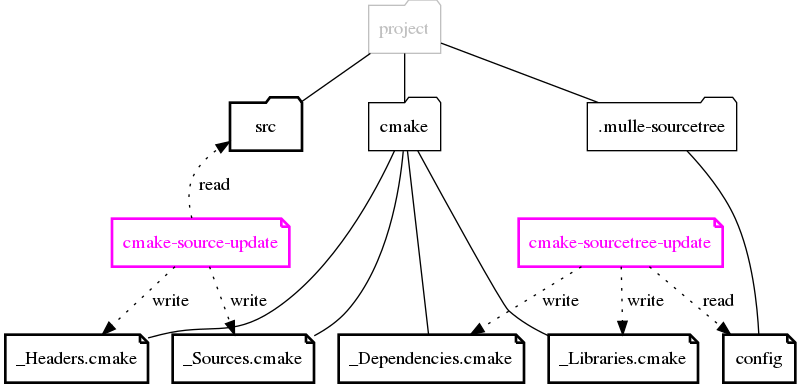 project
src
cmake
.mulle-sourcetree
read
cmake-source-update
cmake-sourcetree-update
write
write
write
write
read
_Headers.cmake
_Sources.cmake
_Dependencies.cmake
_Libraries.cmake
config